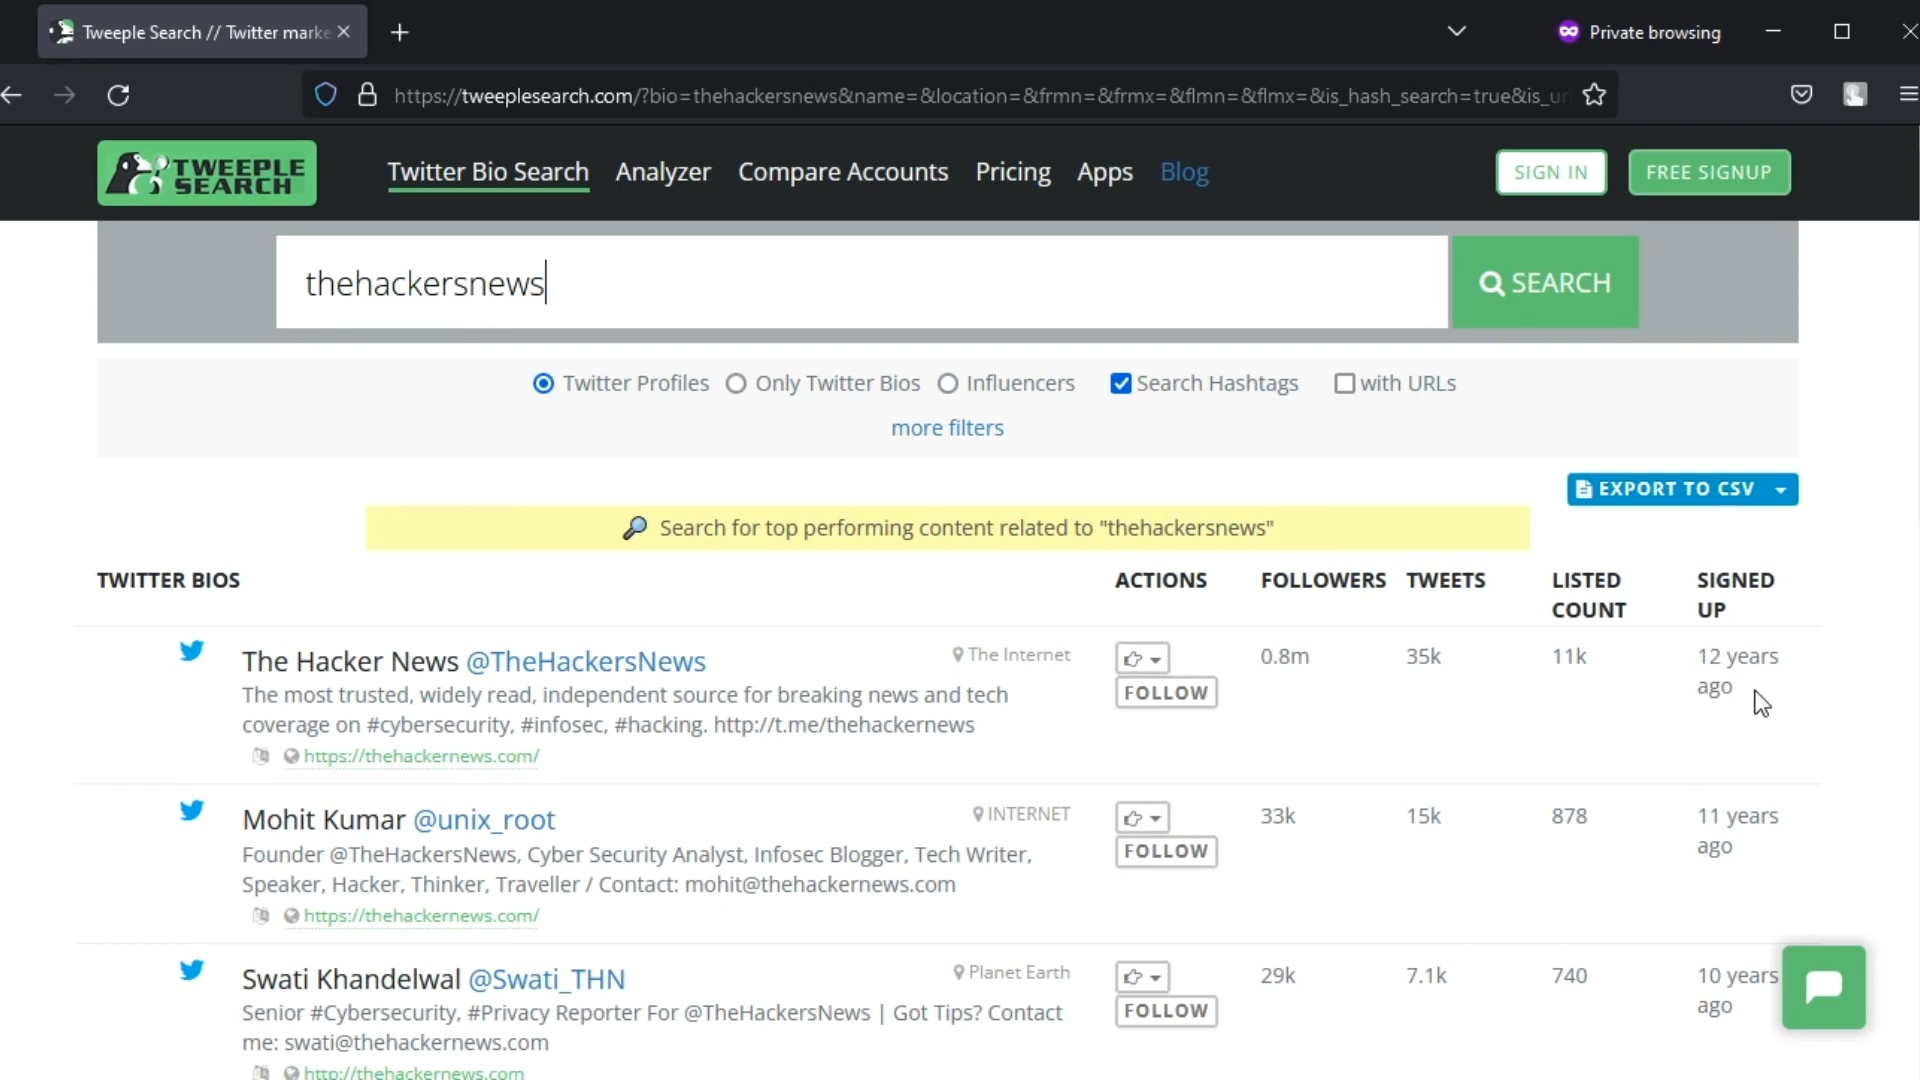 Tweeple Search // Twitter marke
Private browsing
https://tweeplesearch.com/?bio=thehackersnews&name=&location=&frmn=&frmx=&flmn=&flmx=&is_hash_search=true&is_u
TWEEPLE
SEARCH
Twitter Bio Search Analyzer Compare Accounts Pricing Apps Blog SIGN IN FREE SIGNUP
thehackersnews SEARCH
Twitter Profiles Only Twitter Bios Influencers Search Hashtags with URLs
more filters
EXPORT TO CSV
Search for top performing content related to "thehackersnews"
TWITTER BIOS ACTIONS FOLLOWERS TWEETS LISTED COUNT SIGNED UP
The Hacker News @TheHackersNews The Internet 0.8m 35k 11k 12 years ago
FOLLOW
The most trusted, widely read, independent source for breaking news and tech
coverage on #cybersecurity, #infosec, #hacking. http://t.me/thehackernews
https://thehackernews.com/
Mohit Kumar @unix_root INTERNET 33k 15k 878 11 years ago
FOLLOW
Founder @TheHackersNews, Cyber Security Analyst, Infosec Blogger, Tech Writer,
Speaker, Hacker, Thinker, Traveller / Contact: mohit@thehackernews.com
https://thehackernews.com/
Swati Khandelwal @Swati_THN Planet Earth 29k 7.1k 740 10 years ago
FOLLOW
Senior #Cybersecurity, #Privacy Reporter For @TheHackersNews | Got Tips? Contact
me: swati@thehackernews.com
http://thehackernews.com